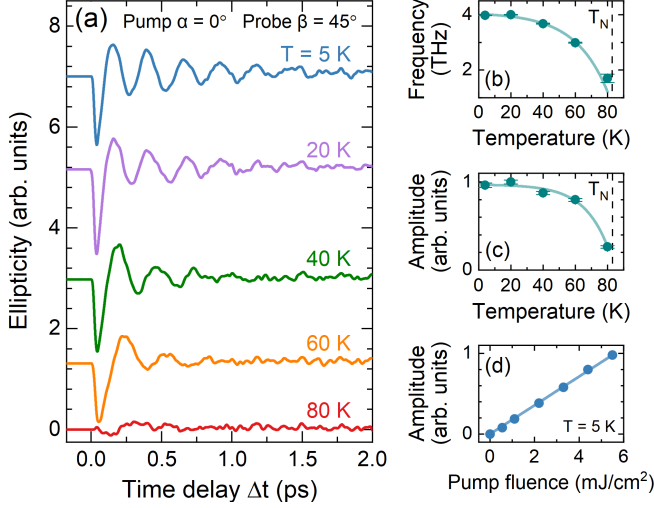 (a) Pump α = 0° Probe β = 45°
T = 5 K
20 K
40 K
60 K
80 K
8
6
4
2
0
Ellipticity (arb. units)
0.0 0.5 1.0 1.5 2.0
Time delay Δt (ps)
Frequency
(THz)
4
2
(b)
T_N
0 20 40 60 80
Temperature (K)
Amplitude
(arb. units)
1
0
(c)
T_N
0 20 40 60 80
Temperature (K)
Amplitude
(arb. units)
1
0
(d)
T = 5 K
0 2 4 6
Pump fluence (mJ/cm²)